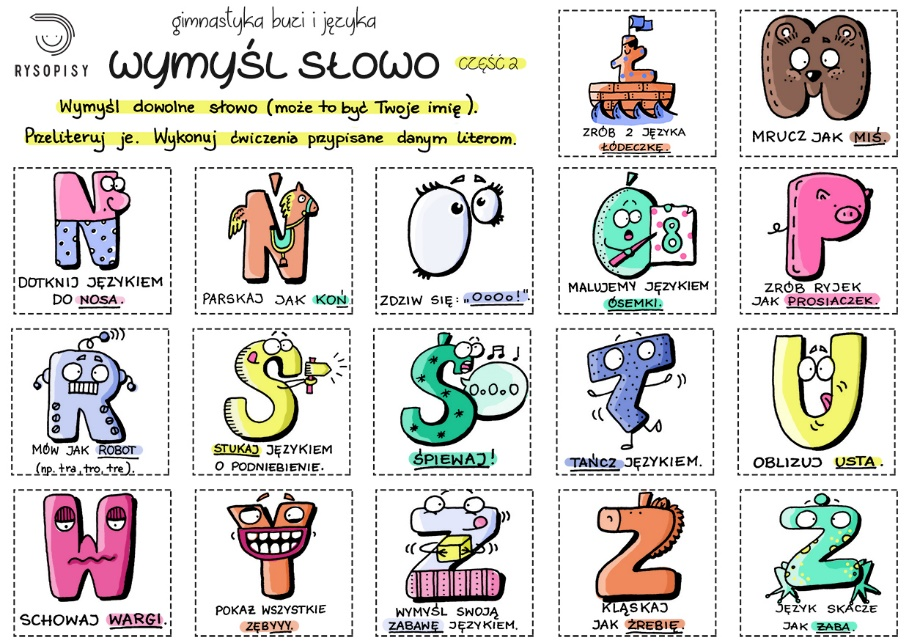 gimnastyka buzi i języka
RYSOPISY
WYMYŚL SŁOWO
CZĘŚĆ 2
Wymyśl dowolne słowo (może to być Twoje imię).
Przeliteruj je. Wykonuj ćwiczenia przypisane danym literom.
ZRÓB Z JĘZYKA
ŁÓDECZKĘ.
MRUCZ JAK MIŚ.
DOTKNIJ JĘZYKIEM
DO NOSA.
PARSKAJ JAK KOŃ
ZDZIW SIĘ: „OoOo!"
8
MALUJEMY JĘZYKIEM
ÓSEMKI.
ZRÓB RYJEK
JAK PROSIACZEK.
MÓW JAK ROBOT
(np. tra, tro, tre).
STUKAJ JĘZYKIEM
O PODNIEBIENIE.
O.O.O.O
ŚPIEWAJ!
TAŃCZ JĘZYKIEM.
OBLIZUJ USTA.
SCHOWAJ WARGI.
POKAŻ WSZYSTKIE
ZĘBYYY.
WYMYŚL SWOJĄ
ZABAWĘ JĘZYKIEM.
KLĄSKAJ
JAK ŹREBIĘ.
JĘZYK SKACZE
JAK ŻABA.